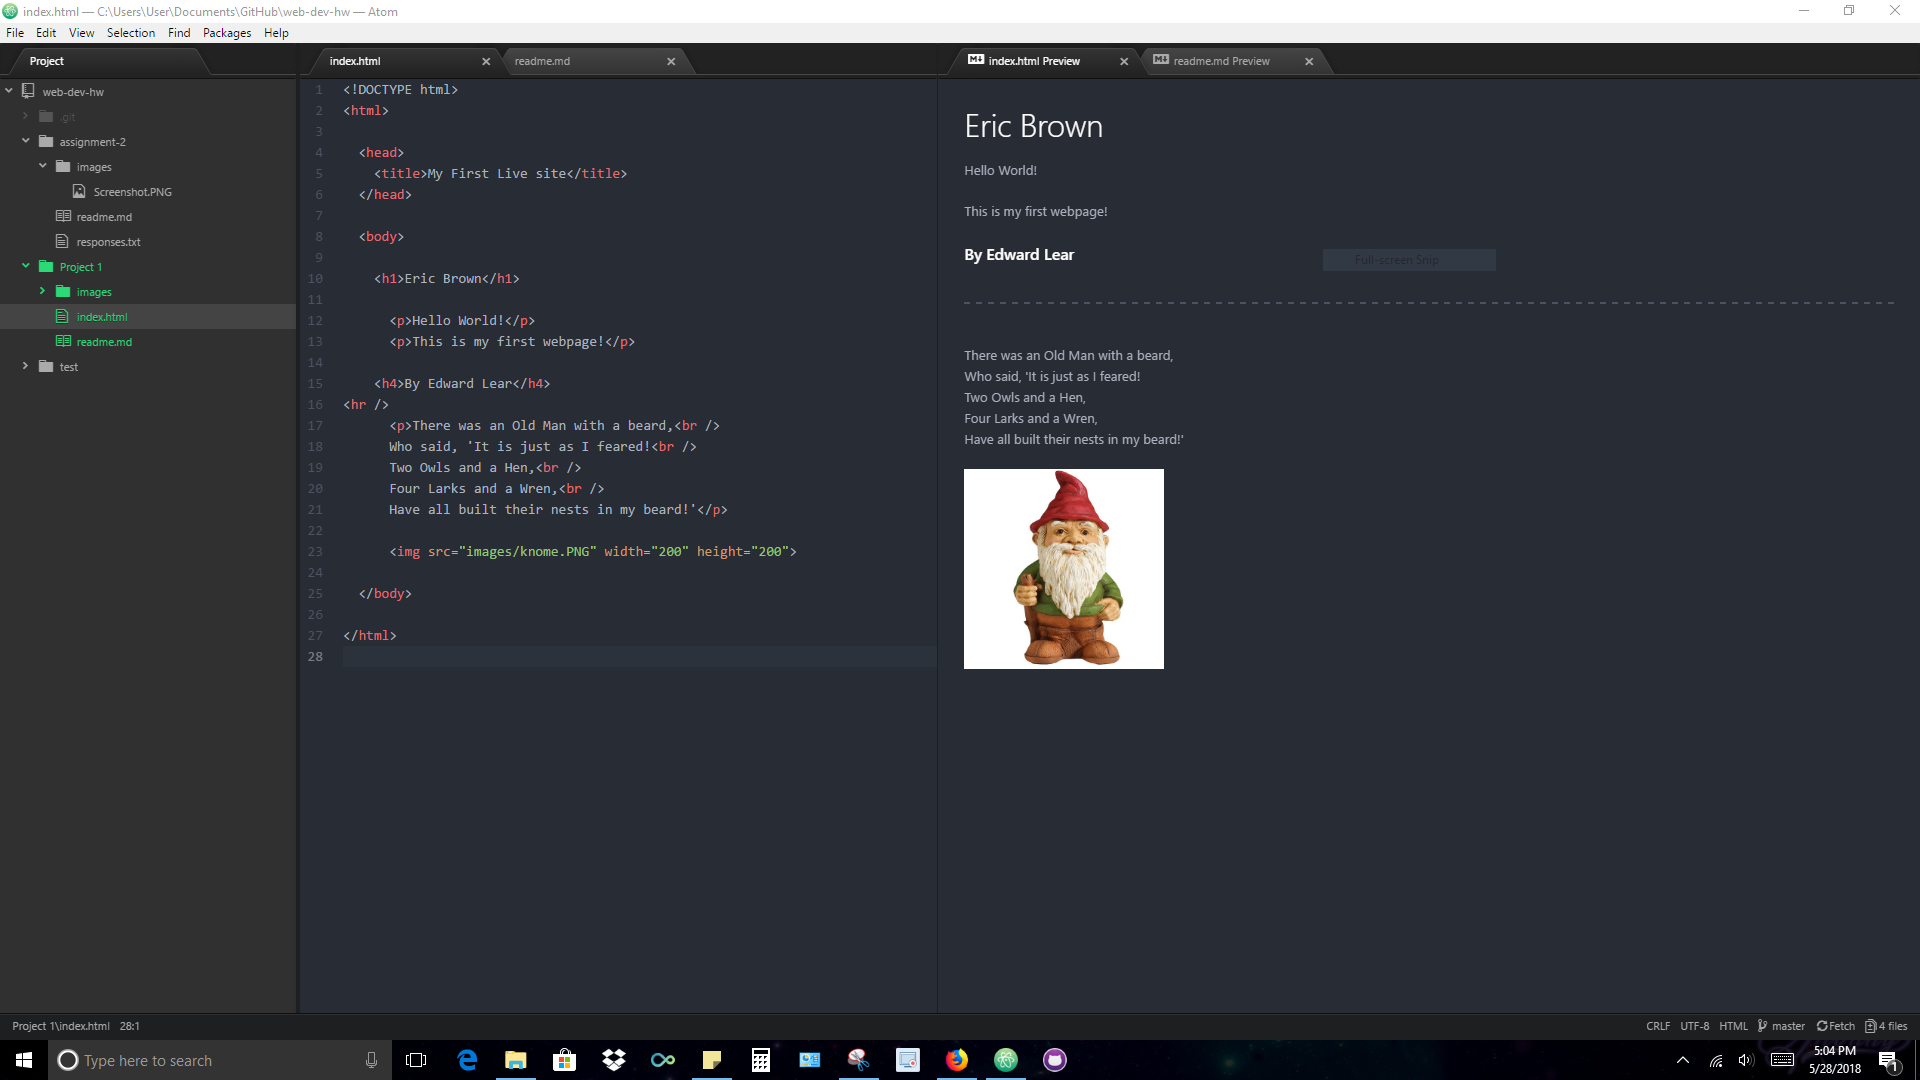 index.html — C:\Users\User\Documents\GitHub\web-dev-hw — Atom
File Edit View Selection Find Packages Help
Project
index.html
readme.md
index.html Preview
readme.md Preview
web-dev-hw
.git
assignment-2
images
Screenshot.PNG
readme.md
responses.txt
Project 1
images
index.html
readme.md
test
1 <!DOCTYPE html>
2 <html>
3
4 <head>
5 <title>My First Live site</title>
6 </head>
7
8 <body>
9
10 <h1>Eric Brown</h1>
11
12 <p>Hello World!</p>
13 <p>This is my first webpage!</p>
14
15 <h4>By Edward Lear</h4>
16 <hr />
17 <p>There was an Old Man with a beard,<br />
18 Who said, 'It is just as I feared!<br />
19 Two Owls and a Hen,<br />
20 Four Larks and a Wren,<br />
21 Have all built their nests in my beard!'</p>
22
23 <img src="images/knome.PNG" width="200" height="200">
24
25 </body>
26
27 </html>
28
Eric Brown
Hello World!
This is my first webpage!
By Edward Lear
Full-screen Snip
There was an Old Man with a beard,
Who said, 'It is just as I feared!
Two Owls and a Hen,
Four Larks and a Wren,
Have all built their nests in my beard!'
Project 1\index.html 28:1
CRLF UTF-8 HTML master Fetch 4 files
Type here to search
5:04 PM
5/28/2018
1